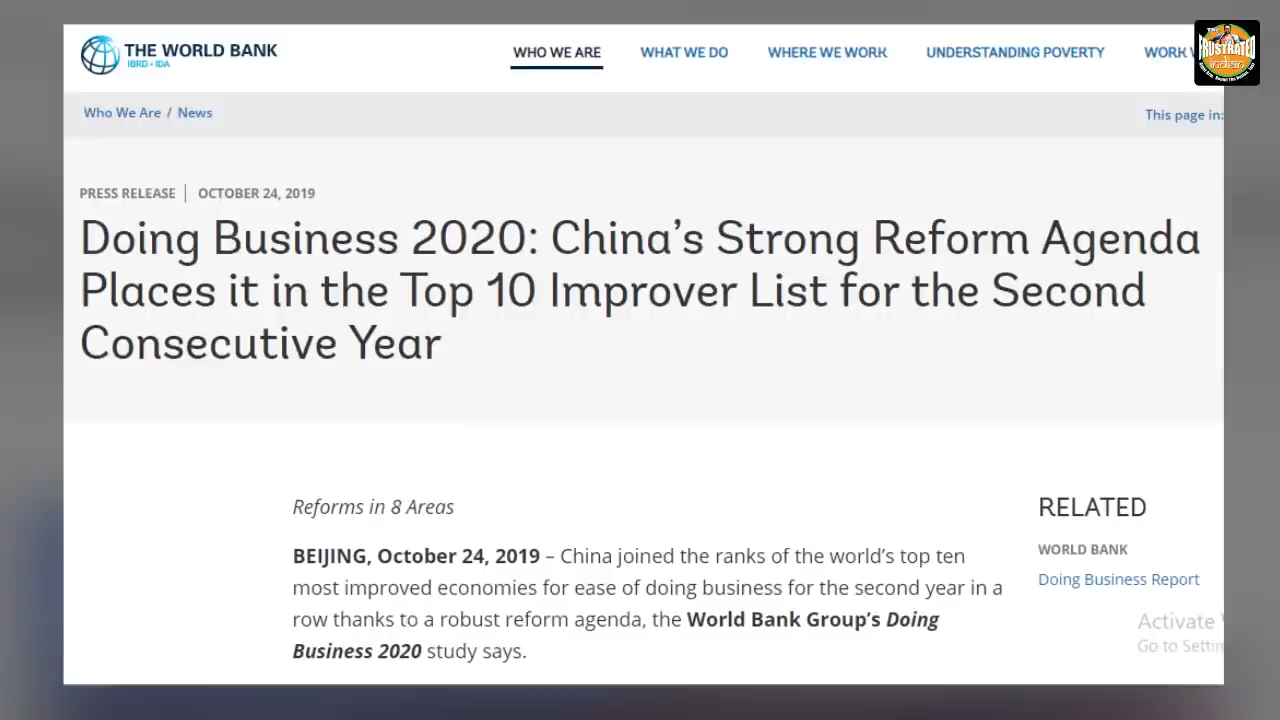 THE WORLD BANK
IBRD • IDA
WHO WE ARE
WHAT WE DO
WHERE WE WORK
UNDERSTANDING POVERTY
WORK
The
FRUSTRATED
indian
Who We Are / News
This page in:
PRESS RELEASE | OCTOBER 24, 2019
Doing Business 2020: China’s Strong Reform Agenda
Places it in the Top 10 Improver List for the Second
Consecutive Year
Reforms in 8 Areas
RELATED
BEIJING, October 24, 2019 – China joined the ranks of the world’s top ten
most improved economies for ease of doing business for the second year in a
row thanks to a robust reform agenda, the World Bank Group’s Doing
Business 2020 study says.
WORLD BANK
Doing Business Report
Activate
Go to Settin